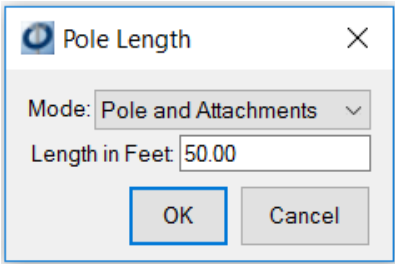 Pole Length
Mode: Pole and Attachments
Length in Feet: 50.00
OK Cancel